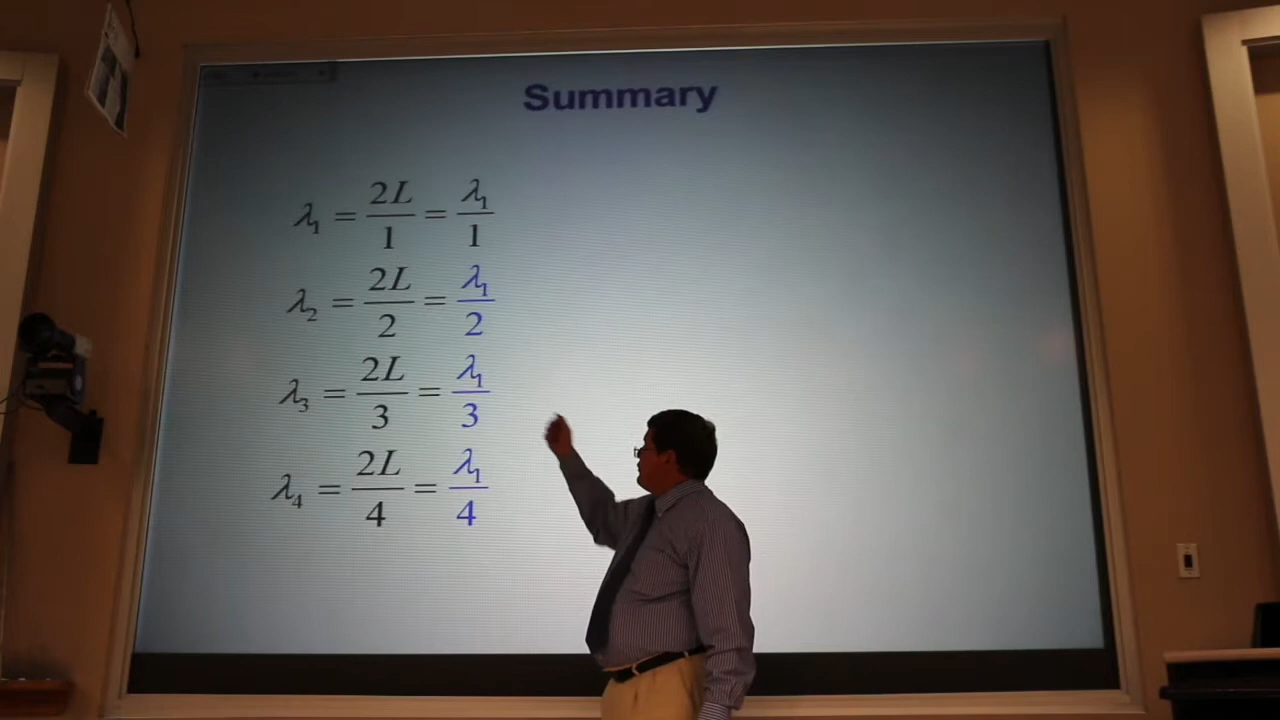 Summary
λ₁ = 2L/1 = λ₁/1
λ₂ = 2L/2 = λ₁/2
λ₃ = 2L/3 = λ₁/3
λ₄ = 2L/4 = λ₁/4